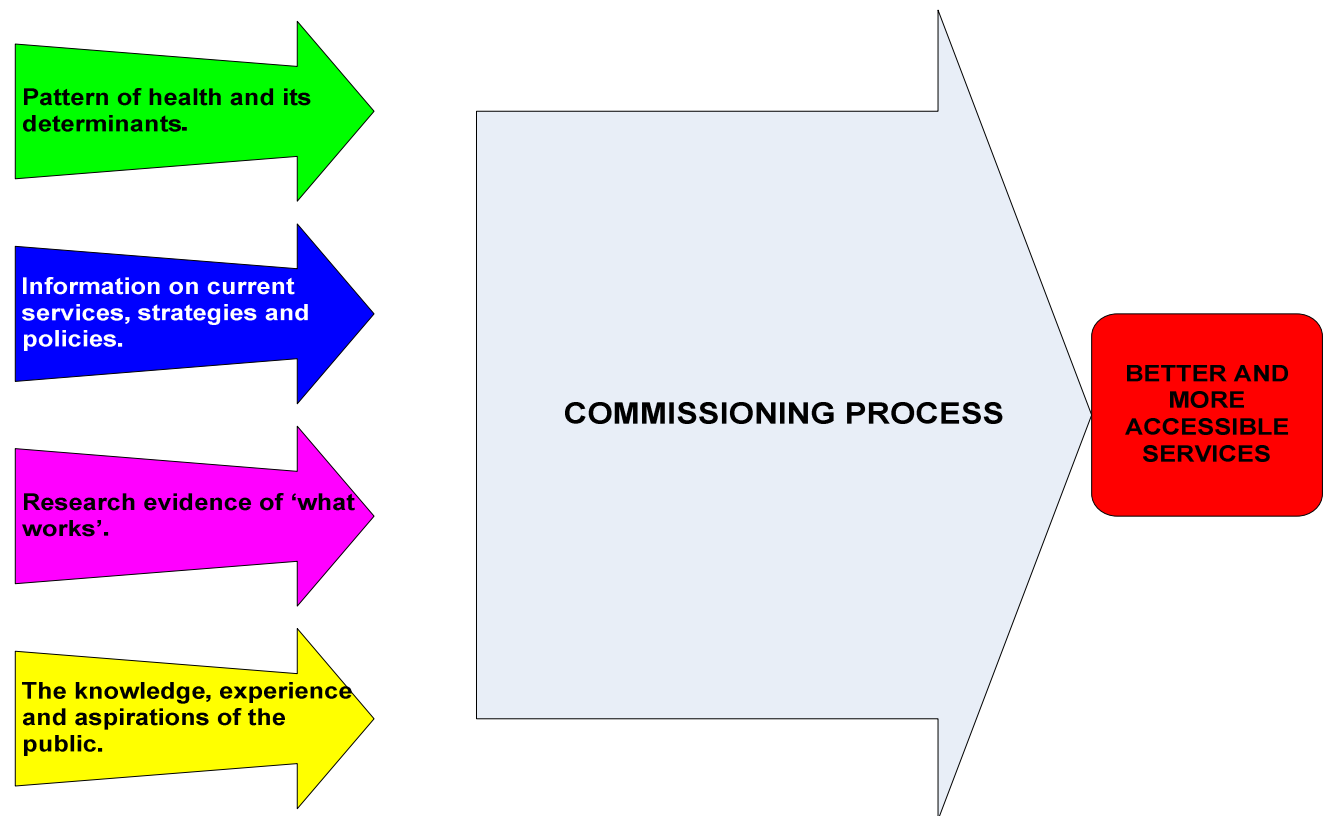 Pattern of health and its
determinants.
Information on current
services, strategies and
policies.
Research evidence of ‘what
works’.
The knowledge, experience
and aspirations of the
public.
COMMISSIONING PROCESS
BETTER AND
MORE
ACCESSIBLE
SERVICES